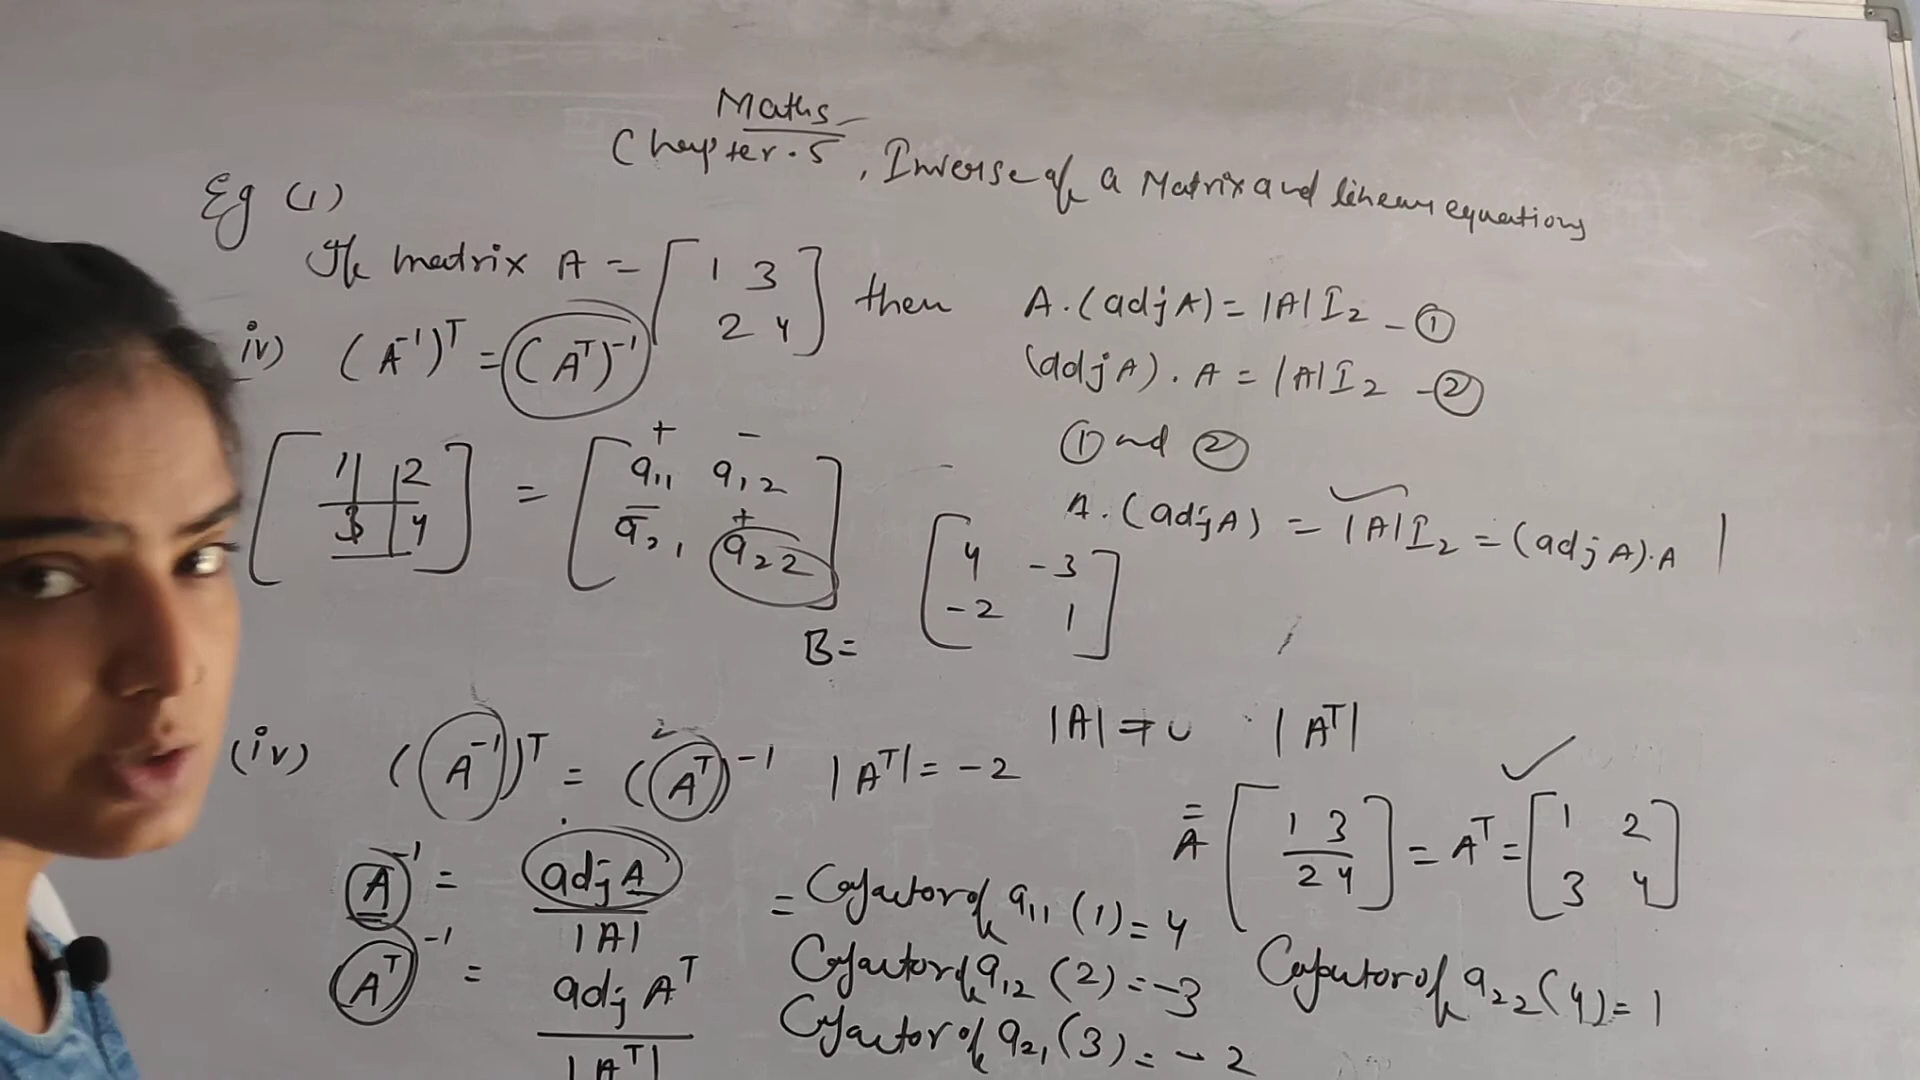 Maths
Chapter.5, Inverse of a Matrix and linear equations
Eg (1)
If matrix A = [ 1 3 ] then
[ 2 4 ]
iv) (A⁻¹)ᵀ = (Aᵀ)⁻¹
A.(adj A) = |A| I₂ - ①
(adj A). A = |A| I₂ - ②
① and ②
A.(adj A) = |A| I₂ = (adj A).A
[ 1 2 ] = [ a₁₁ a₁₂ ]
[ 3 4 ] [ a₂₁ a₂₂ ]
+ -
- +
B = [ 4 -3 ]
[ -2 1 ]
(iv) (A⁻¹)ᵀ = (Aᵀ)⁻¹ |Aᵀ| = -2
|A| ≠ 0 |Aᵀ|
= A [ 1 3 ] = Aᵀ = [ 1 2 ]
[ 2 4 ] [ 3 4 ]
A⁻¹ = adj A
|A|
(Aᵀ)⁻¹ = adj Aᵀ
|Aᵀ|
= Cofactor of a₁₁ (1) = 4
Cofactor of a₁₂ (2) = -3
Cofactor of a₂₁ (3) = -2
Cofactor of a₂₂ (4) = 1